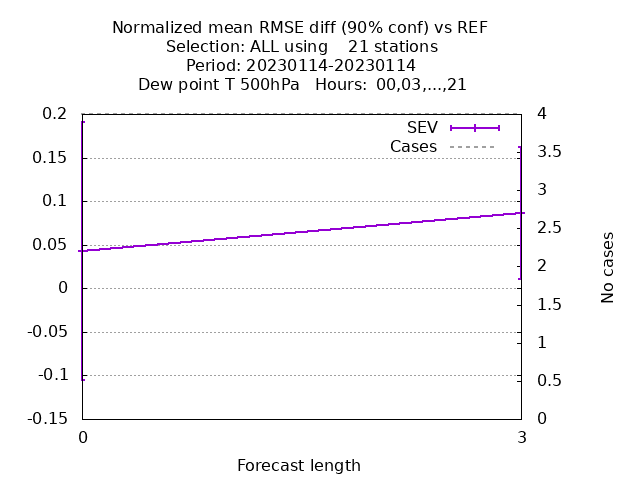 Normalized mean RMSE diff (90% conf) vs REF
Selection: ALL using    21 stations
Period: 20230114-20230114
Dew point T 500hPa   Hours:  00,03,...,21
SEV
Cases
0.2
0.15
0.1
0.05
0
-0.05
-0.1
-0.15
4
3.5
3
2.5
2
1.5
1
0.5
0
No cases
0
3
Forecast length